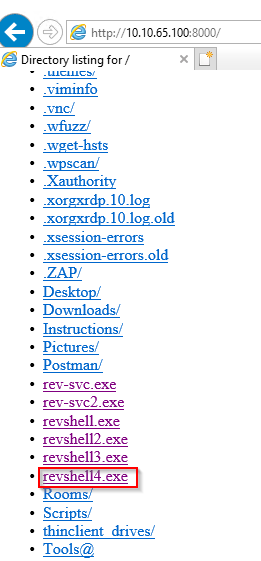 http://10.10.65.100:8000/
Directory listing for /
.themes/
.viminfo
.vnc/
.wfuzz/
.wget-hsts
.wpscan/
.Xauthority
.xorgxrdp.10.log
.xorgxrdp.10.log.old
.xsession-errors
.xsession-errors.old
.ZAP/
Desktop/
Downloads/
Instructions/
Pictures/
Postman/
rev-svc.exe
rev-svc2.exe
revshell.exe
revshell2.exe
revshell3.exe
revshell4.exe
Rooms/
Scripts/
thinclient_drives/
Tools@